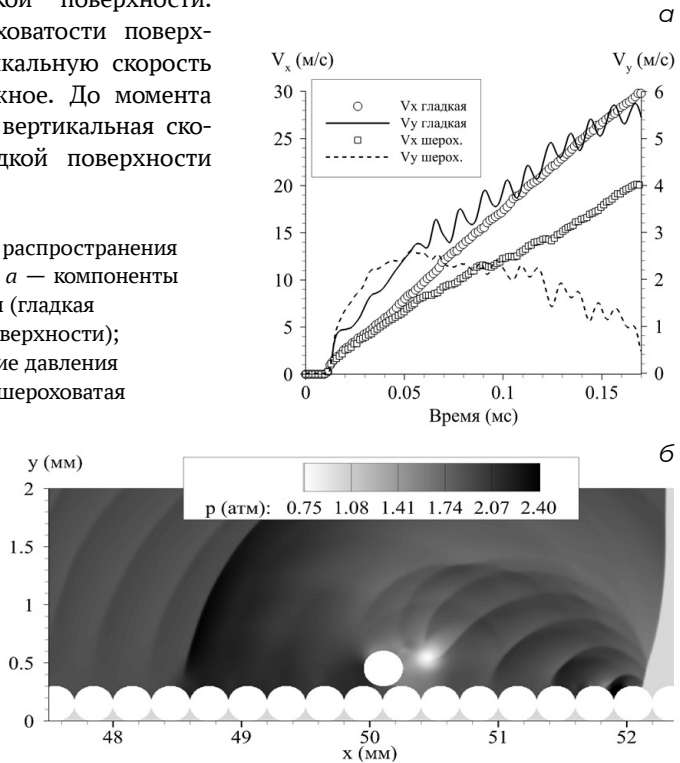 кой поверхности.
ховатости поверх-
икальную скорость
жное. До момента
вертикальная ско-
дкой поверхности
распространения
а — компоненты
и (гладкая
верхности);
ие давления
шероховатая
а
Vx (м/с)
Vy (м/с)
30
25
20
15
10
5
0
6
5
4
3
2
1
0
Vx гладкая
Vy гладкая
Vx шерох.
Vy шерох.
0
0.05
0.1
0.15
Время (мс)
б
y (мм)
p (атм): 0.75 1.08 1.41 1.74 2.07 2.40
2
1.5
1
0.5
0
48 49 50 51 52
x (мм)